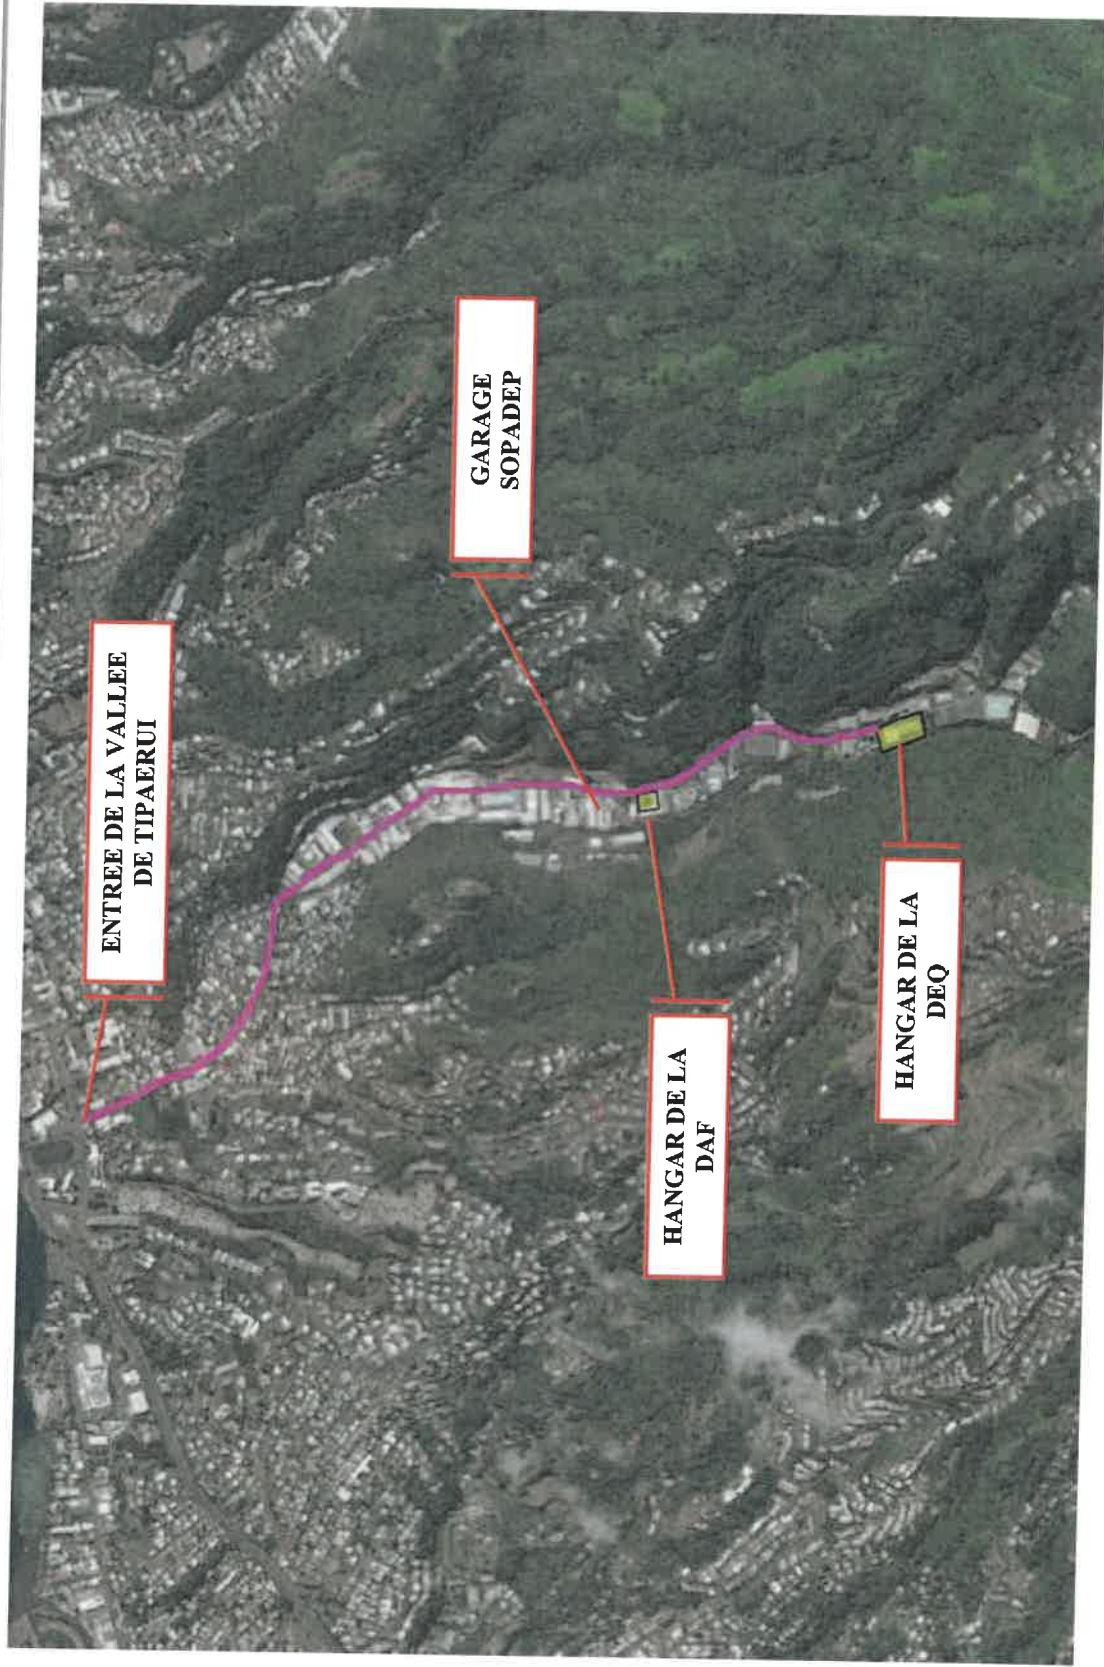 ENTREE DE LA VALLEE
DE TIPAERUI
GARAGE
SOPADEP
HANGAR DE LA
DAF
HANGAR DE LA
DEQ